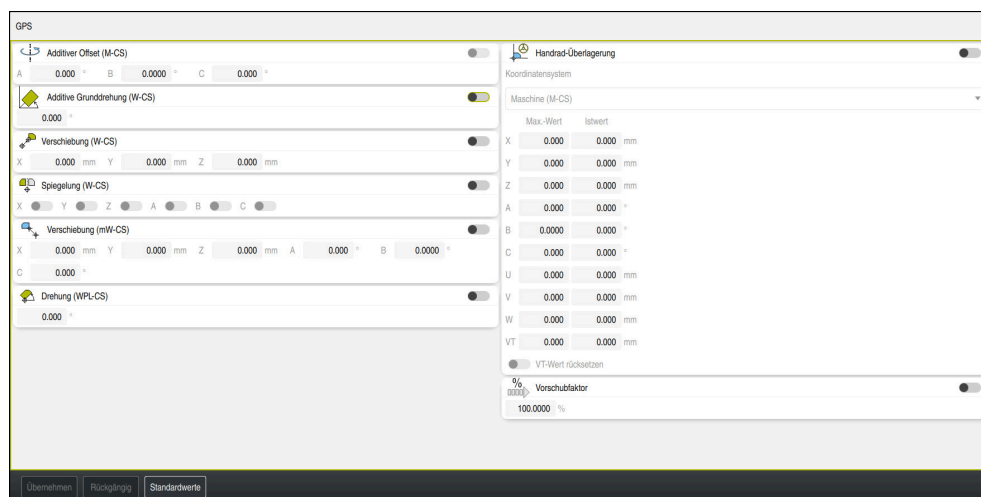 GPS
Additiver Offset (M-CS)
A 0.000 ° B 0.0000 ° C 0.000 °
Additive Grunddrehung (W-CS)
0.000 °
Verschiebung (W-CS)
X 0.000 mm Y 0.000 mm Z 0.000 mm
Spiegelung (W-CS)
X Y Z A B C
Verschiebung (mW-CS)
X 0.000 mm Y 0.000 mm Z 0.000 mm A 0.000 ° B 0.0000 °
C 0.000 °
Drehung (WPL-CS)
0.000 °
Handrad-Überlagerung
Koordinatensystem
Maschine (M-CS)
Max.-Wert Istwert
X 0.000 0.000 mm
Y 0.000 0.000 mm
Z 0.000 0.000 mm
A 0.000 0.000 °
B 0.0000 0.000 °
C 0.000 0.000 °
U 0.000 0.000 mm
V 0.000 0.000 mm
W 0.000 0.000 mm
VT 0.000 0.000 mm
VT-Wert rücksetzen
% Vorschubfaktor
100.0000 %
Übernehmen Rückgängig Standardwerte